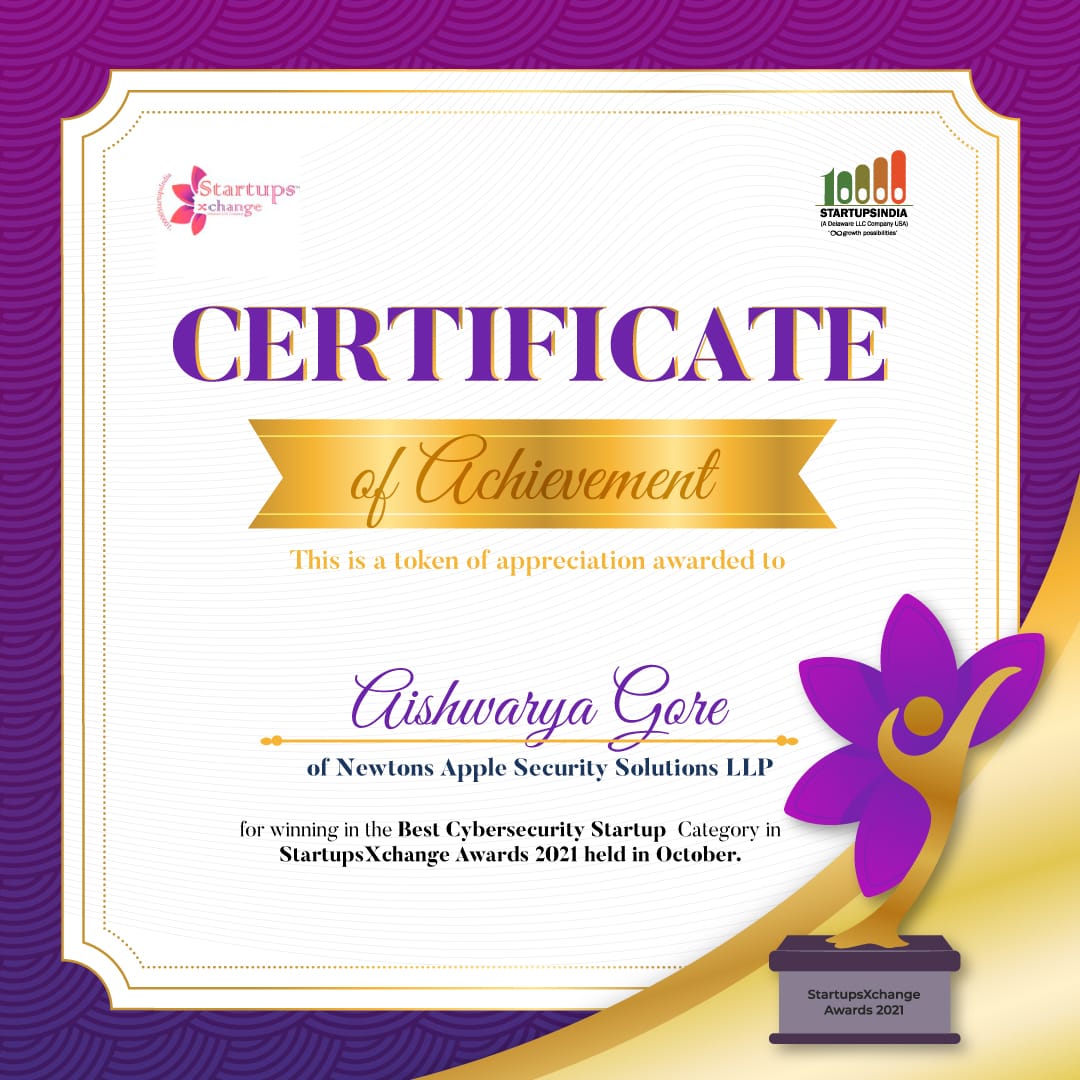 10000StartupsIndia
Startups™
xchange
10000
STARTUPSINDIA
(A Delaware LLC Company USA)
"∞ growth possibilities"
CERTIFICATE
of Achievement
This is a token of appreciation awarded to
Aishwarya Gore
of Newtons Apple Security Solutions LLP
for winning in the Best Cybersecurity Startup Category in
StartupsXchange Awards 2021 held in October.
StartupsXchange
Awards 2021